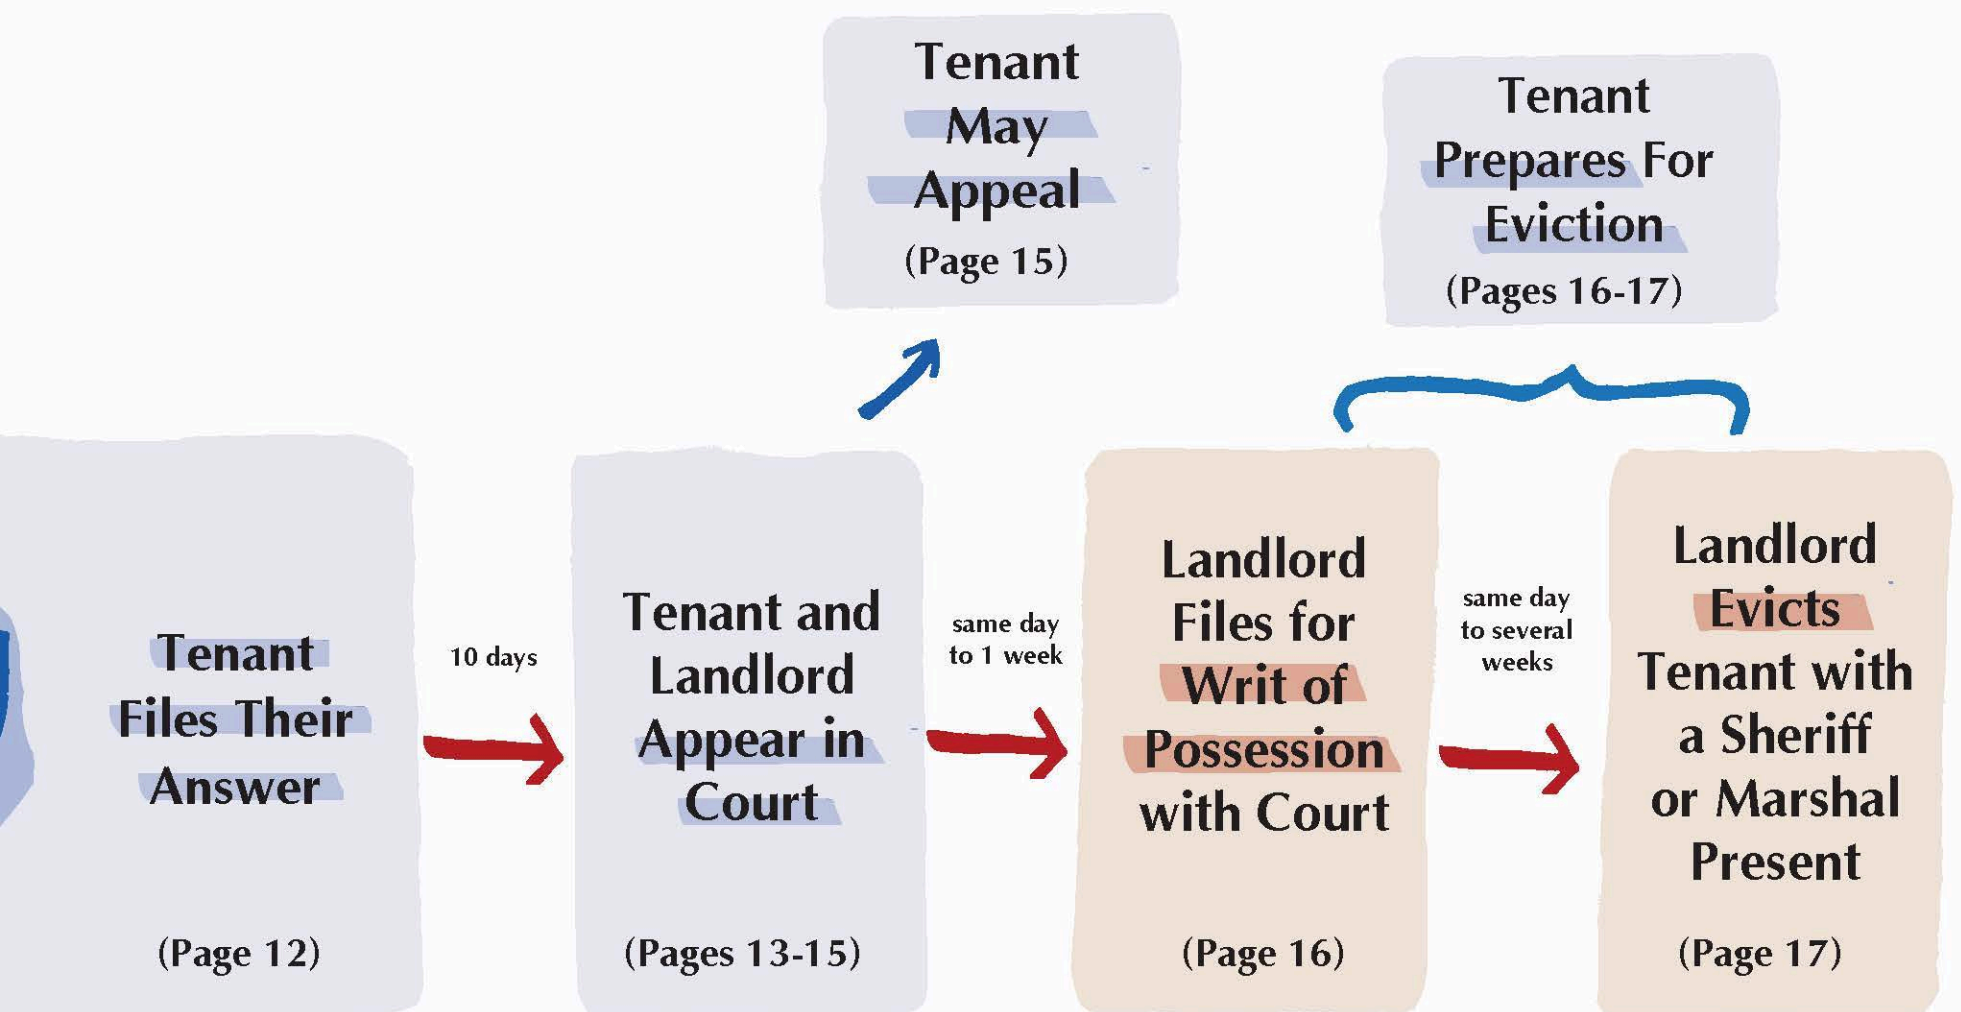 Tenant
May
Appeal
(Page 15)
Tenant
Prepares For
Eviction
(Pages 16-17)
Tenant
Files Their
Answer
(Page 12)
10 days
Tenant and
Landlord
Appear in
Court
(Pages 13-15)
same day
to 1 week
Landlord
Files for
Writ of
Possession
with Court
(Page 16)
same day
to several
weeks
Landlord
Evicts
Tenant with
a Sheriff
or Marshal
Present
(Page 17)